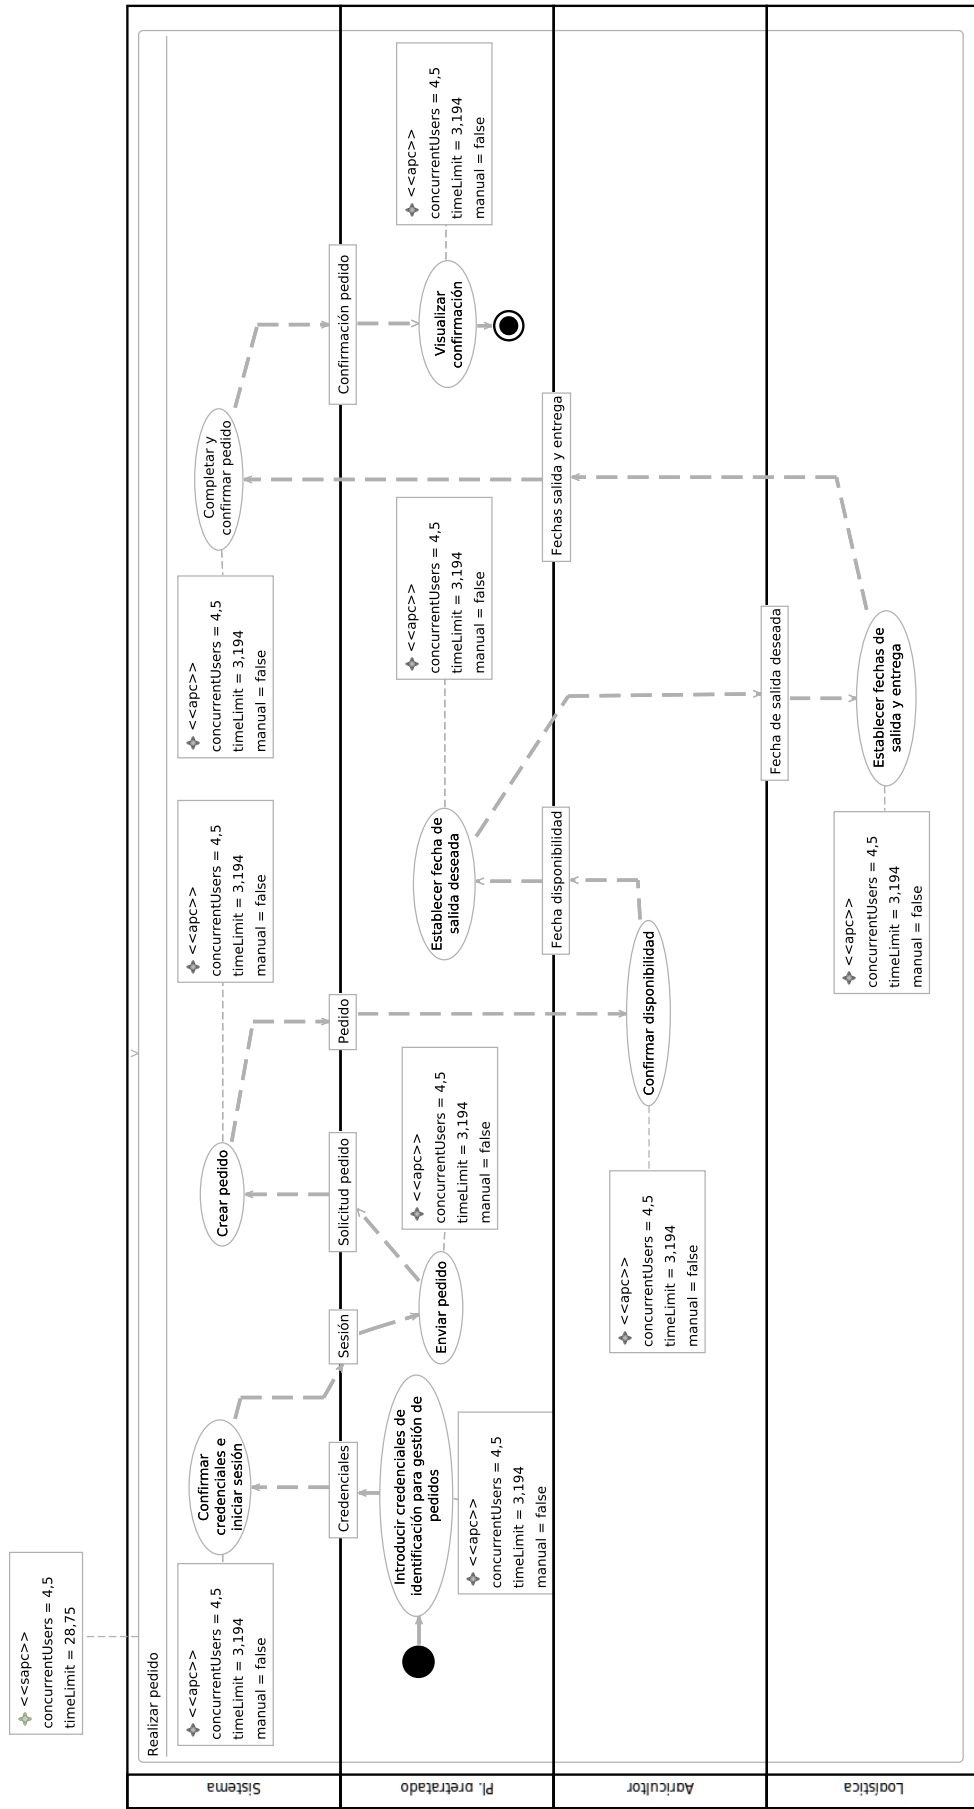 <<sapc>>
concurrentUsers = 4,5
timeLimit = 28,75
Realizar pedido
Sistema
Pl. pretratado
Agricultor
Logística
<<apc>>
concurrentUsers = 4,5
timeLimit = 3,194
manual = false
Confirmar
credenciales e
iniciar sesión
Credenciales
Introducir credenciales de
identificación para gestión de
pedidos
<<apc>>
concurrentUsers = 4,5
timeLimit = 3,194
manual = false
Sesión
Enviar pedido
<<apc>>
concurrentUsers = 4,5
timeLimit = 3,194
manual = false
Solicitud pedido
Crear pedido
<<apc>>
concurrentUsers = 4,5
timeLimit = 3,194
manual = false
Pedido
Confirmar disponibilidad
<<apc>>
concurrentUsers = 4,5
timeLimit = 3,194
manual = false
Fecha disponibilidad
Establecer fecha de
salida deseada
<<apc>>
concurrentUsers = 4,5
timeLimit = 3,194
manual = false
Fecha de salida deseada
Establecer fechas de
salida y entrega
<<apc>>
concurrentUsers = 4,5
timeLimit = 3,194
manual = false
Fechas salida y entrega
Completar y
confirmar pedido
<<apc>>
concurrentUsers = 4,5
timeLimit = 3,194
manual = false
Confirmación pedido
Visualizar
confirmación
<<apc>>
concurrentUsers = 4,5
timeLimit = 3,194
manual = false